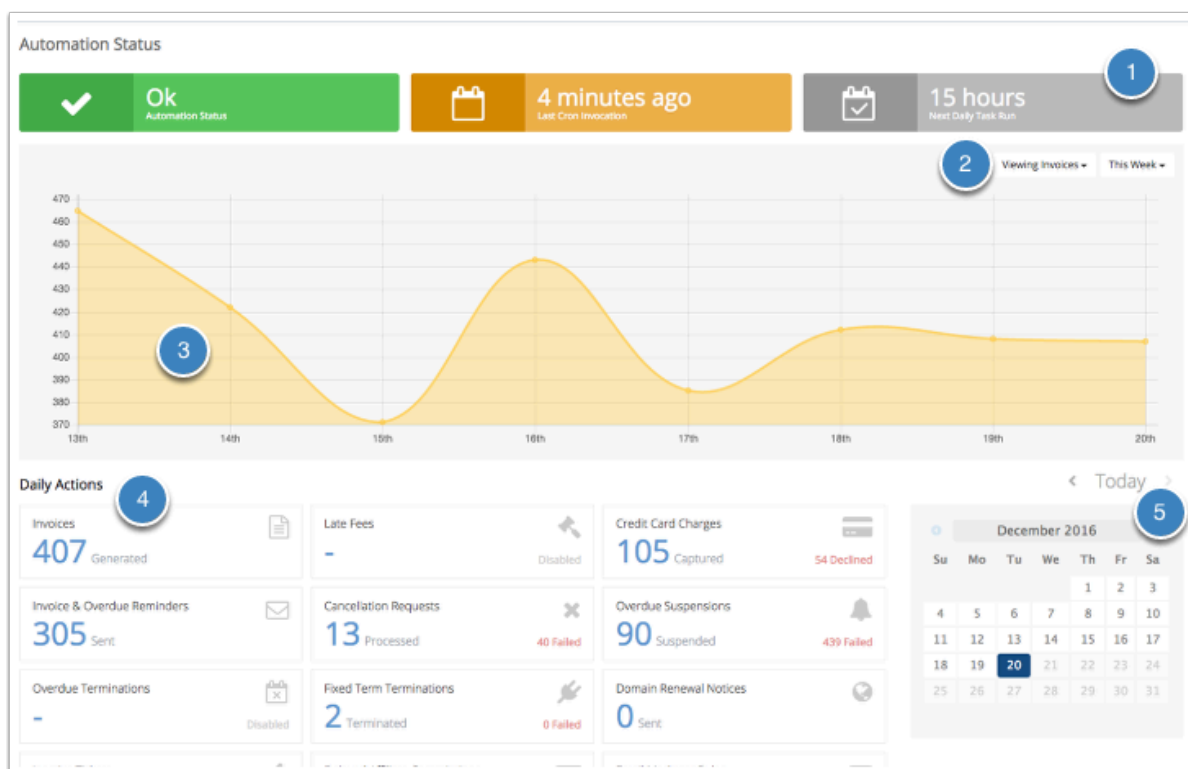 Automation Status
Ok
Automation Status
4 minutes ago
Last Cron Invocation
15 hours
Next Daily Task Run
1
2
Viewing Invoices
This Week
470
460
450
440
430
420
410
400
390
380
370
3
13th 14th 15th 16th 17th 18th 19th 20th
Daily Actions
4
Invoices
407 Generated
Late Fees
-
Disabled
Credit Card Charges
105 Captured
54 Declined
Invoice & Overdue Reminders
305 Sent
Cancellation Requests
13 Processed
40 Failed
Overdue Suspensions
90 Suspended
439 Failed
Overdue Terminations
-
Disabled
Fixed Term Terminations
2 Terminated
0 Failed
Domain Renewal Notices
0 Sent
< Today >
5
December 2016
Su Mo Tu We Th Fr Sa
1 2 3
4 5 6 7 8 9 10
11 12 13 14 15 16 17
18 19 20 21 22 23 24
25 26 27 28 29 30 31